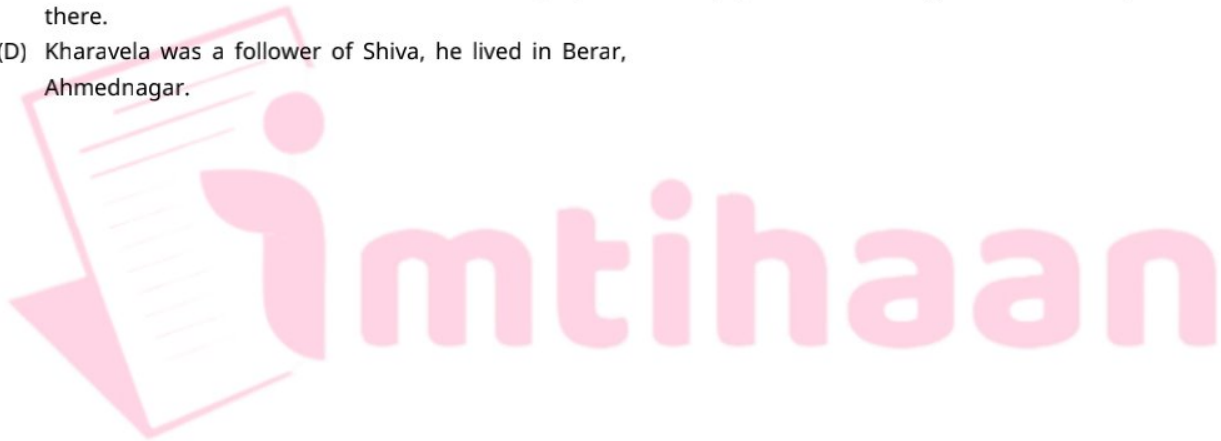 there.
(D) Kharavela was a follower of Shiva, he lived in Berar,
Ahmednagar.
imtihaan